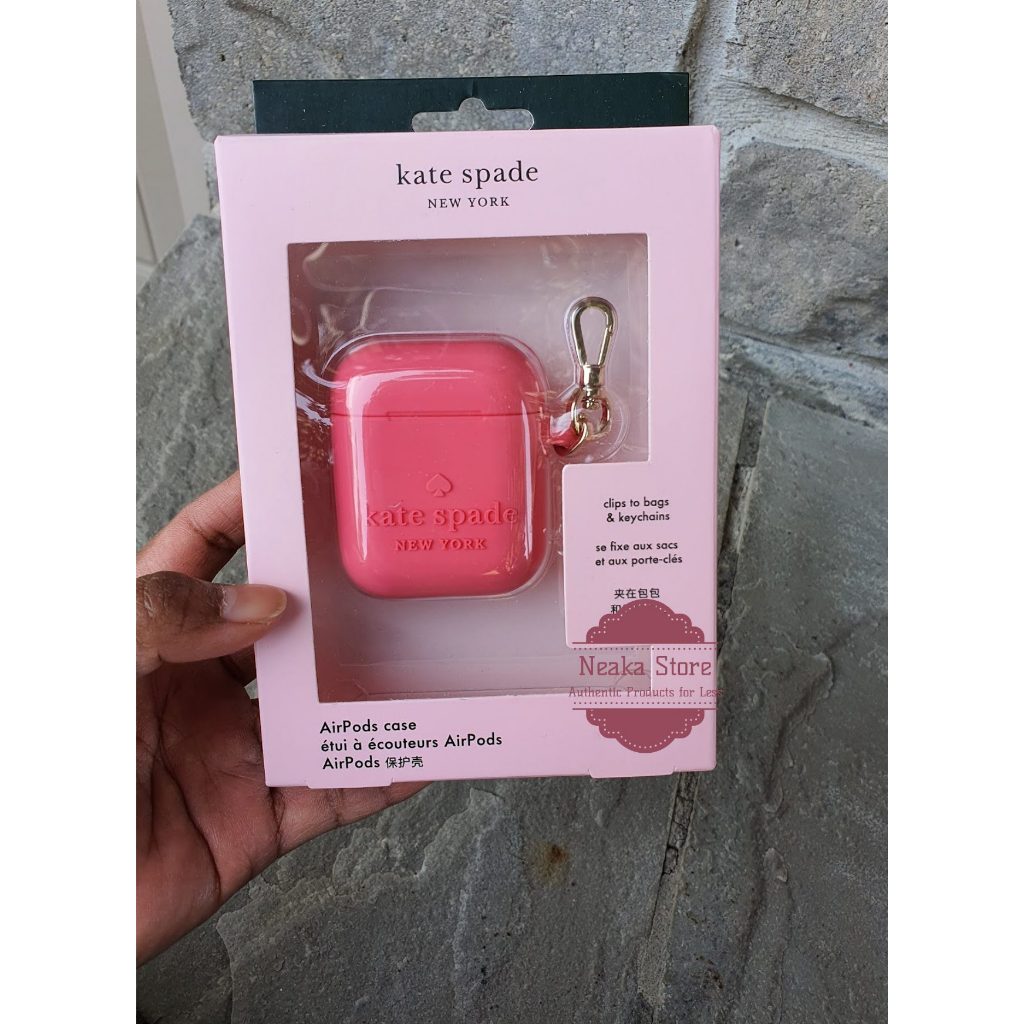 kate spade
NEW YORK
kate spade
NEW YORK
clips to bags
& keychains
se fixe aux sacs
et aux porte-clés
夹在包包
Neaka Store
Authentic Products for Less
AirPods case
étui à écouteurs AirPods
AirPods 保护壳